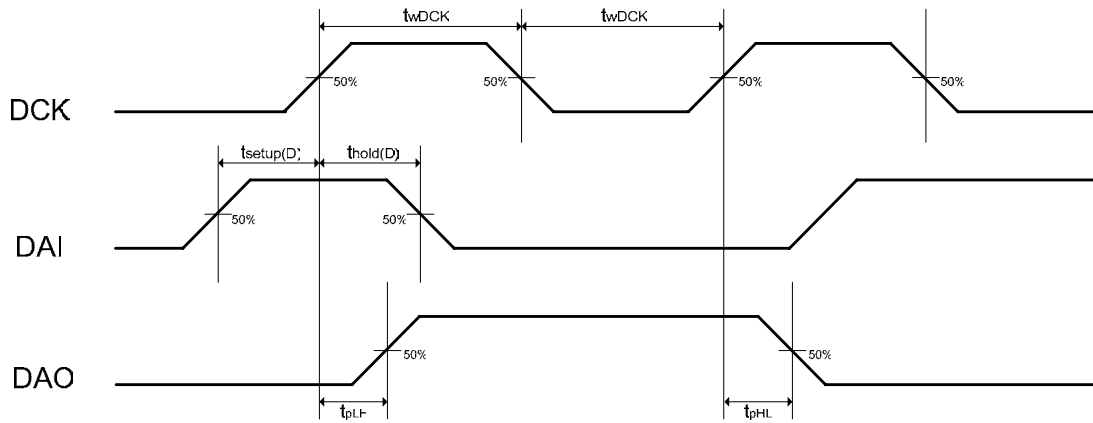 twDCK twDCK
50% 50% 50% 50%
DCK
tsetup(D) thold(D)
50% 50%
DAI
50% 50%
DAO
tpLH tpHL